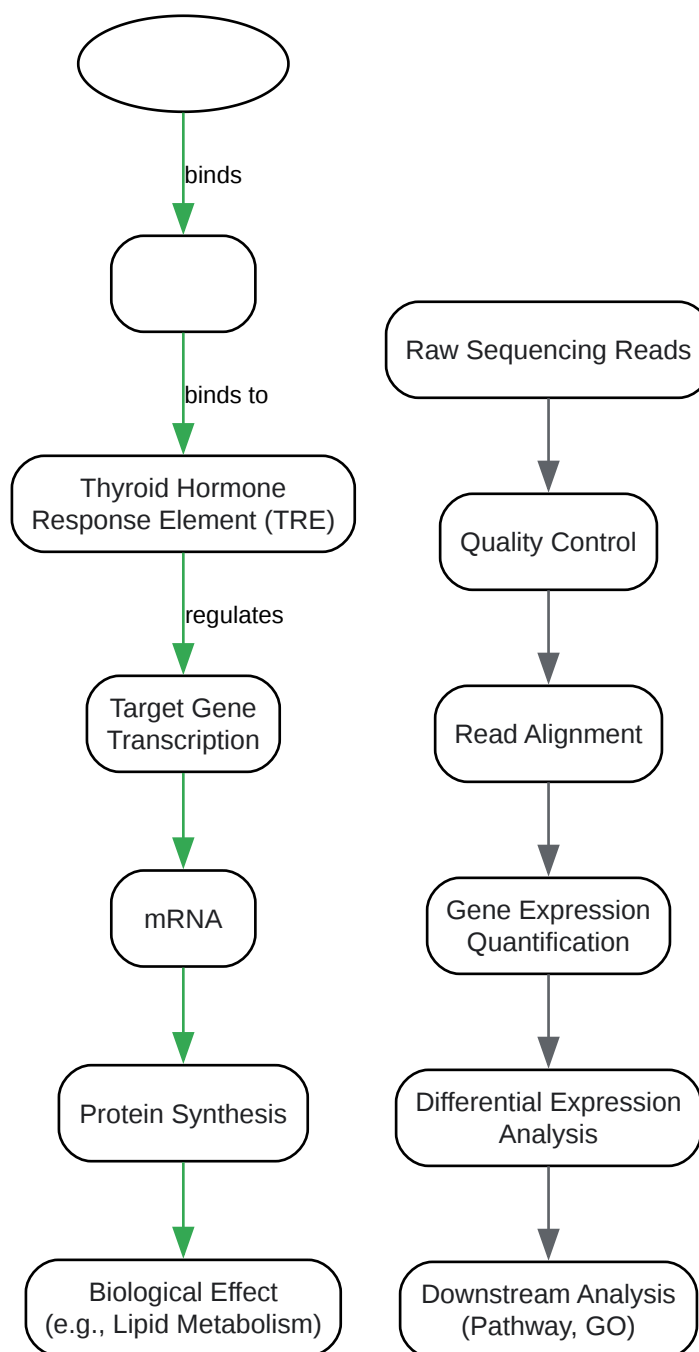 binds
binds to
Thyroid Hormone
Response Element (TRE)
regulates
Target Gene
Transcription
mRNA
Protein Synthesis
Biological Effect
(e.g., Lipid Metabolism)
Raw Sequencing Reads
Quality Control
Read Alignment
Gene Expression
Quantification
Differential Expression
Analysis
Downstream Analysis
(Pathway, GO)